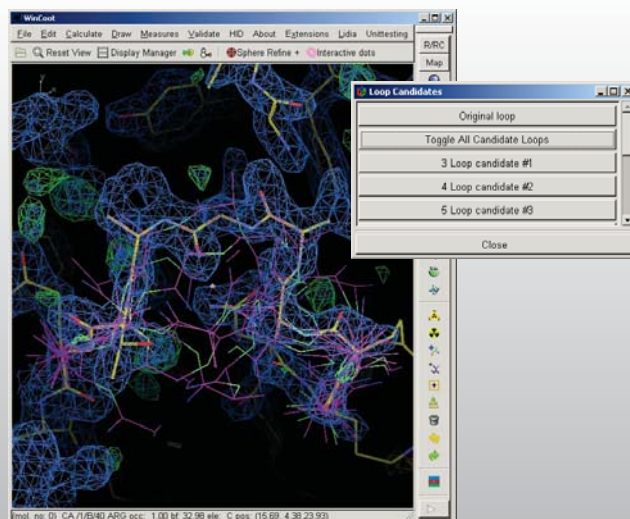 WinCoot
File Edit Calculate Draw Measures Validate HID About Extensions Lidia Unittesting
Reset View Display Manager Sphere Refine + Interactive dots
R/RC
Map
Loop Candidates
Original loop
Toggle All Candidate Loops
3 Loop candidate #1
4 Loop candidate #2
5 Loop candidate #3
Close
(mol. no: 0) CA /1/B/40 ARG occ: 1.00 bf: 32.98 ele: C pos: (15.69, 4.38,23.93)